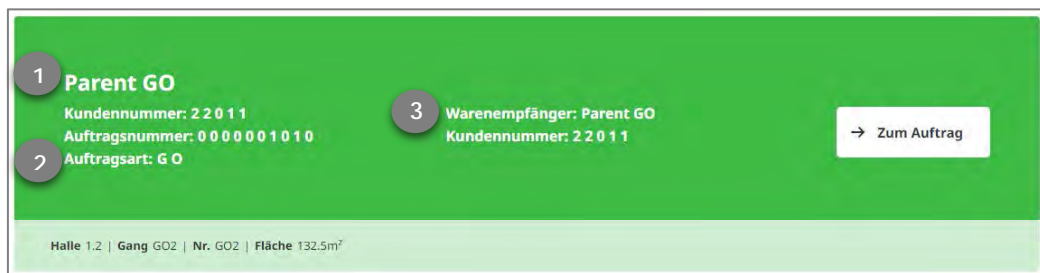 1
Parent GO
Kundennummer: 2 2 0 1 1
Auftragsnummer: 0 0 0 0 0 0 1 0 1 0
2
Auftragsart: G O
3
Warenempfänger: Parent GO
Kundennummer: 2 2 0 1 1
→ Zum Auftrag
Halle 1.2 | Gang GO2 | Nr. GO2 | Fläche 132.5m²